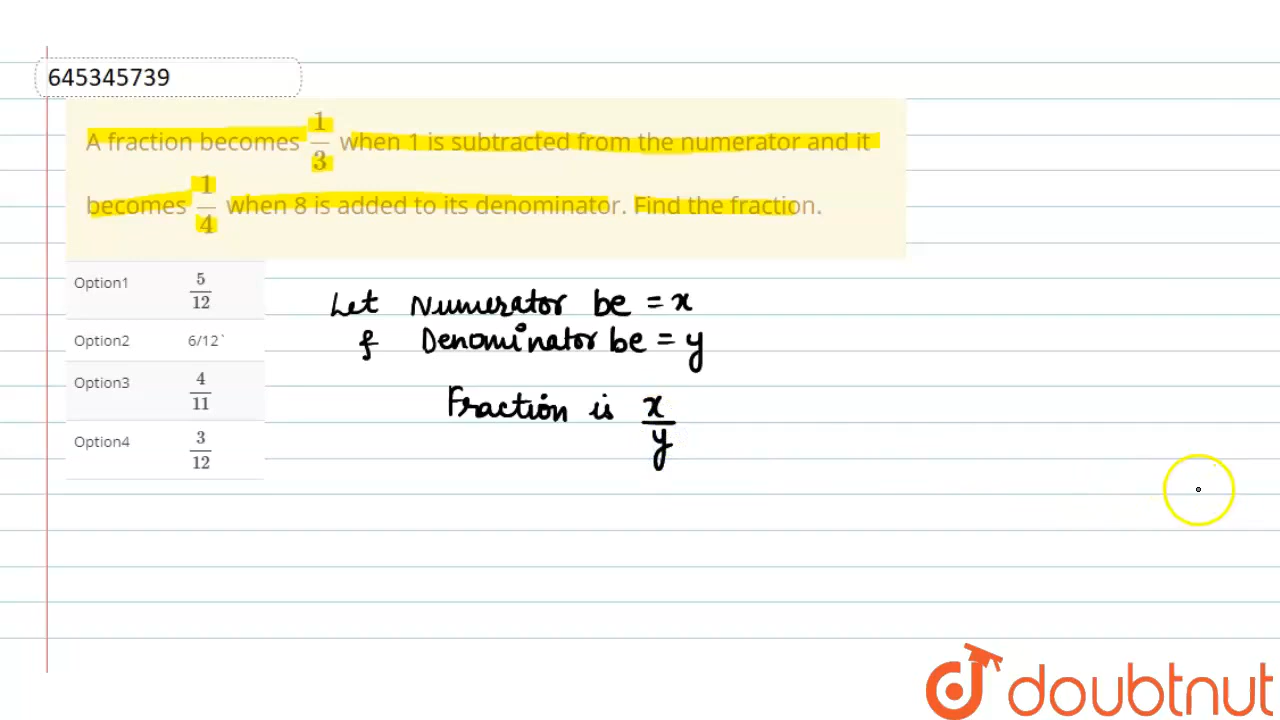 645345739
A fraction becomes 1/3 when 1 is subtracted from the numerator and it
becomes 1/4 when 8 is added to its denominator. Find the fraction.
Option1 5/12
Option2 6/12`
Option3 4/11
Option4 3/12
Let Numerator be = x
& Denominator be = y
Fraction is x/y
doubtnut